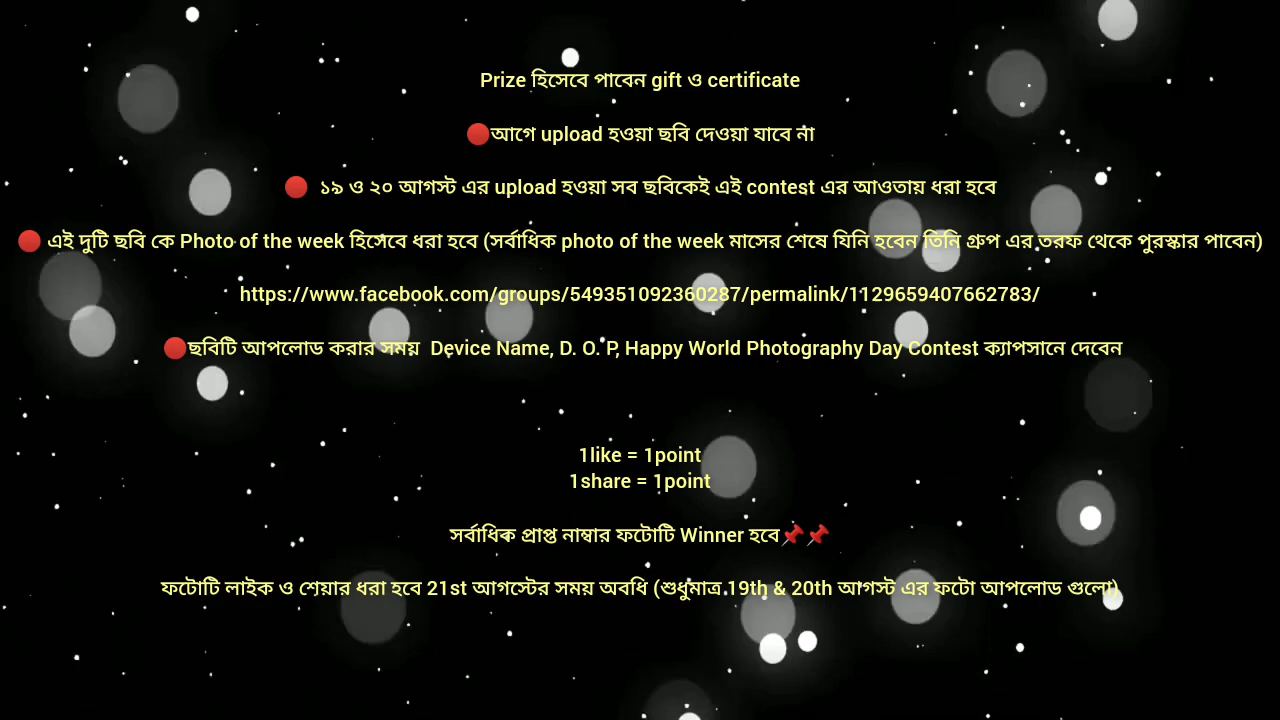 Prize হিসেবে পাবেন gift ও certificate
🔴আগে upload হওয়া ছবি দেওয়া যাবে না
🔴 ১৯ ও ২০ আগস্ট এর upload হওয়া সব ছবিকেই এই contest এর আওতায় ধরা হবে
🔴 এই দুটি ছবি কে Photo of the week হিসেবে ধরা হবে (সর্বাধিক photo of the week মাসের শেষে যিনি হবেন তিনি গ্রুপ এর তরফ থেকে পুরস্কার পাবেন)
https://www.facebook.com/groups/549351092360287/permalink/1129659407662783/
🔴ছবিটি আপলোড করার সময় Device Name, D. O. P, Happy World Photography Day Contest ক্যাপসানে দেবেন
1like = 1point
1share = 1point
সর্বাধিক প্রাপ্ত নাম্বার ফটোটি Winner হবে📌📌
ফটোটি লাইক ও শেয়ার ধরা হবে 21st আগস্টের সময় অবধি (শুধুমাত্র 19th & 20th আগস্ট এর ফটো আপলোড গুলো)